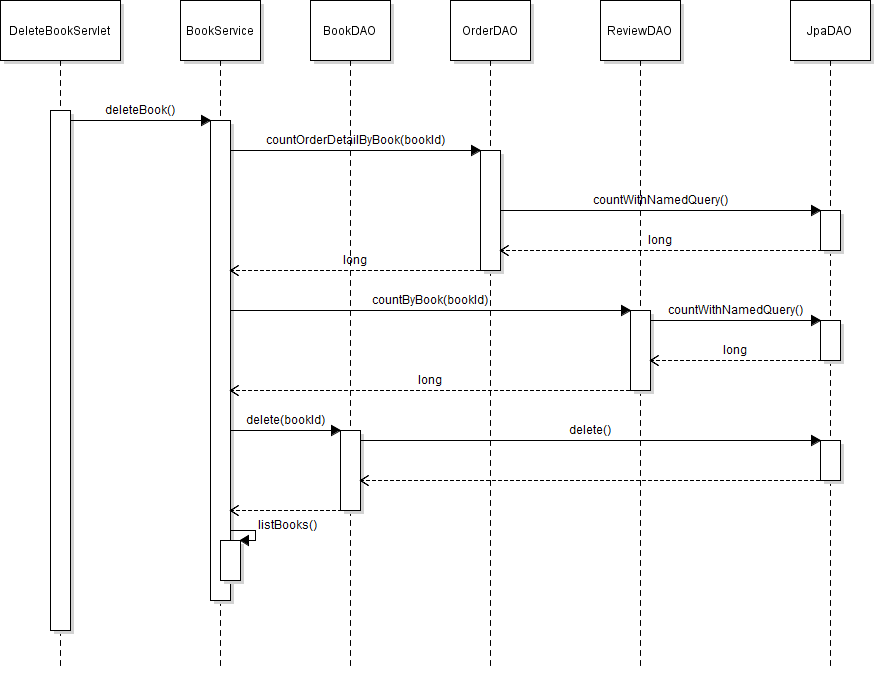 DeleteBookServlet
BookService
BookDAO
OrderDAO
ReviewDAO
JpaDAO
deleteBook()
countOrderDetailByBook(bookId)
countWithNamedQuery()
long
long
countByBook(bookId)
countWithNamedQuery()
long
long
delete(bookId)
delete()
listBooks()